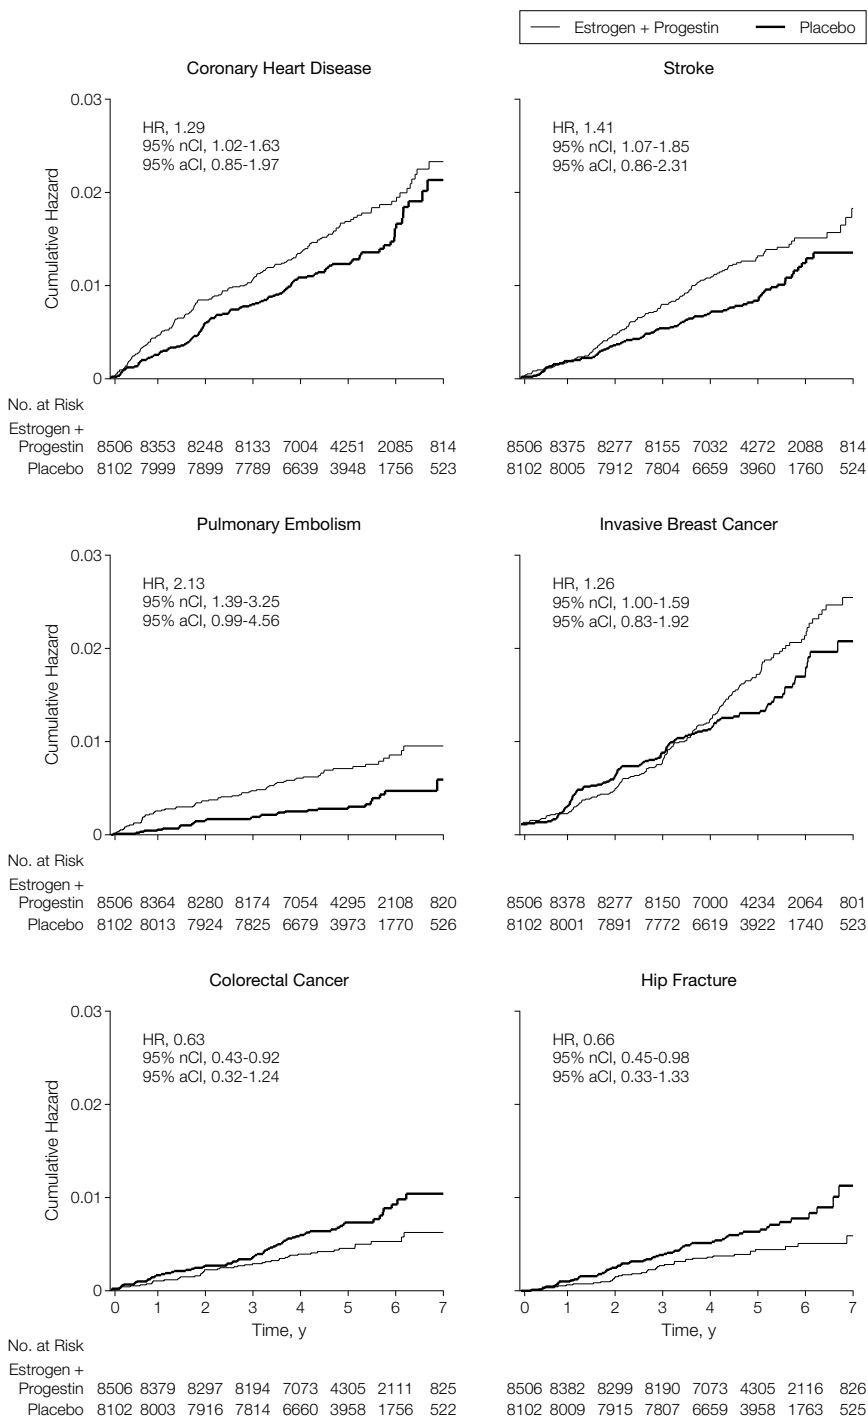 Estrogen + Progestin Placebo
Coronary Heart Disease
Cumulative Hazard
0.03
0.02
0.01
0
HR, 1.29
95% nCI, 1.02-1.63
95% aCI, 0.85-1.97
Stroke
HR, 1.41
95% nCI, 1.07-1.85
95% aCI, 0.86-2.31
No. at Risk
Estrogen +
Progestin 8506 8353 8248 8133 7004 4251 2085 814
Placebo 8102 7999 7899 7789 6639 3948 1756 523
8506 8375 8277 8155 7032 4272 2088 814
8102 8005 7912 7804 6659 3960 1760 524
Pulmonary Embolism
Cumulative Hazard
0.03
0.02
0.01
0
HR, 2.13
95% nCI, 1.39-3.25
95% aCI, 0.99-4.56
Invasive Breast Cancer
HR, 1.26
95% nCI, 1.00-1.59
95% aCI, 0.83-1.92
No. at Risk
Estrogen +
Progestin 8506 8364 8280 8174 7054 4295 2108 820
Placebo 8102 8013 7924 7825 6679 3973 1770 526
8506 8378 8277 8150 7000 4234 2064 801
8102 8001 7891 7772 6619 3922 1740 523
Colorectal Cancer
Cumulative Hazard
0.03
0.02
0.01
0
HR, 0.63
95% nCI, 0.43-0.92
95% aCI, 0.32-1.24
0 1 2 3 4 5 6 7
Time, y
Hip Fracture
HR, 0.66
95% nCI, 0.45-0.98
95% aCI, 0.33-1.33
0 1 2 3 4 5 6 7
Time, y
No. at Risk
Estrogen +
Progestin 8506 8379 8297 8194 7073 4305 2111 825
Placebo 8102 8003 7916 7814 6660 3958 1756 522
8506 8382 8299 8190 7073 4305 2116 826
8102 8009 7915 7807 6659 3958 1763 525